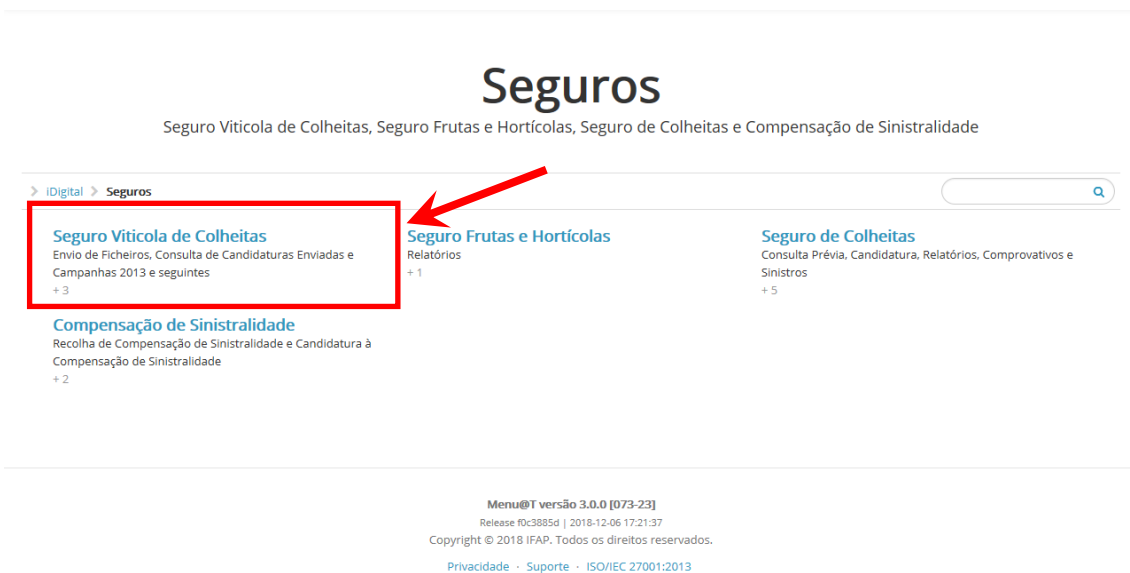 Seguros
Seguro Viticola de Colheitas, Seguro Frutas e Hortícolas, Seguro de Colheitas e Compensação de Sinistralidade
iDigital
Seguros
Seguro Viticola de Colheitas
Envio de Ficheiros, Consulta de Candidaturas Enviadas e
Campanhas 2013 e seguintes
+ 3
Seguro Frutas e Hortícolas
Relatórios
+ 1
Seguro de Colheitas
Consulta Prévia, Candidatura, Relatórios, Comprovativos e
Sinistros
+ 5
Compensação de Sinistralidade
Recolha de Compensação de Sinistralidade e Candidatura à
Compensação de Sinistralidade
+ 2
Menu@T versão 3.0.0 [073-23]
Release f0c3885d | 2018-12-06 17:21:37
Copyright © 2018 IFAP. Todos os direitos reservados.
Privacidade · Suporte · ISO/IEC 27001:2013